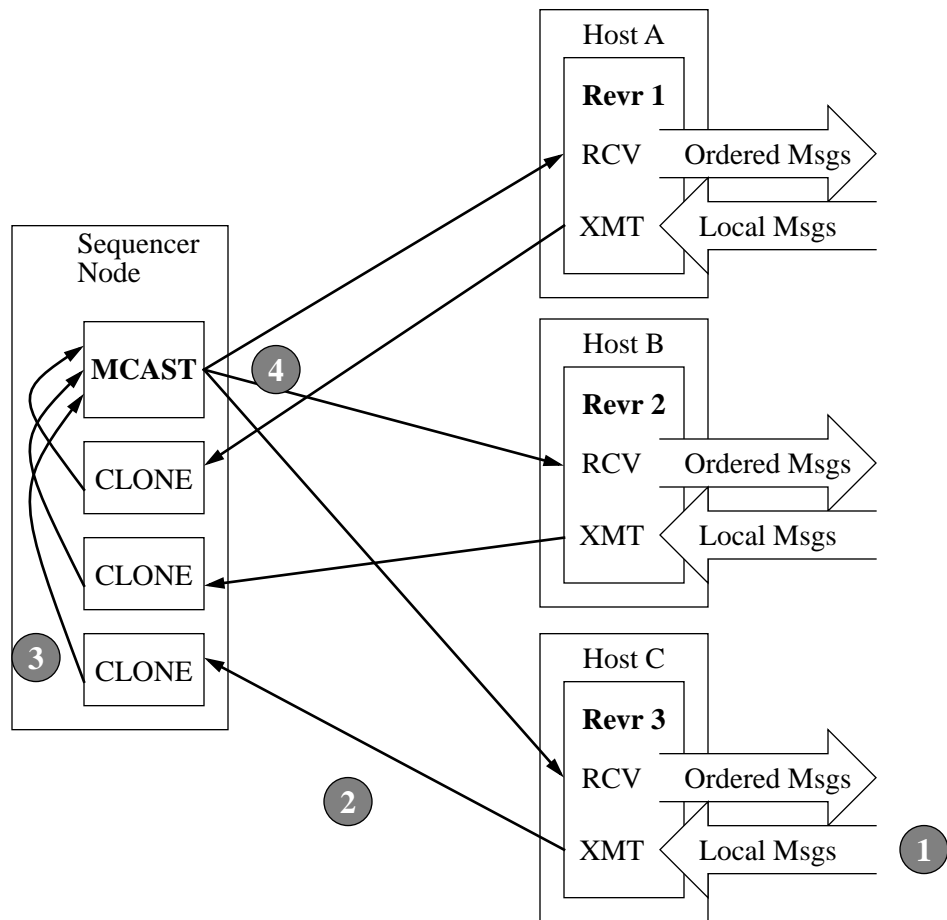 Host A
Revr 1
RCV
Ordered Msgs
XMT
Local Msgs
Sequencer
Node
MCAST
CLONE
CLONE
CLONE
3
4
2
Host B
Revr 2
RCV
Ordered Msgs
XMT
Local Msgs
Host C
Revr 3
RCV
Ordered Msgs
XMT
Local Msgs
1